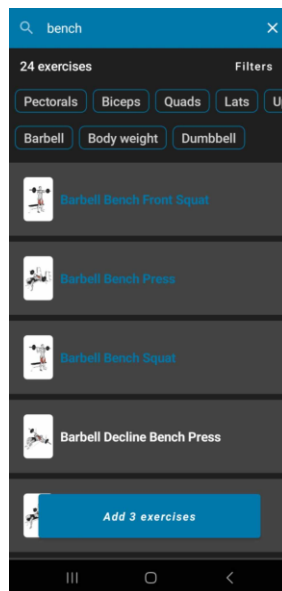 bench
24 exercises Filters
Pectorals Biceps Quads Lats U
Barbell Body weight Dumbbell
Barbell Bench Front Squat
Barbell Bench Press
Barbell Bench Squat
Barbell Decline Bench Press
Add 3 exercises